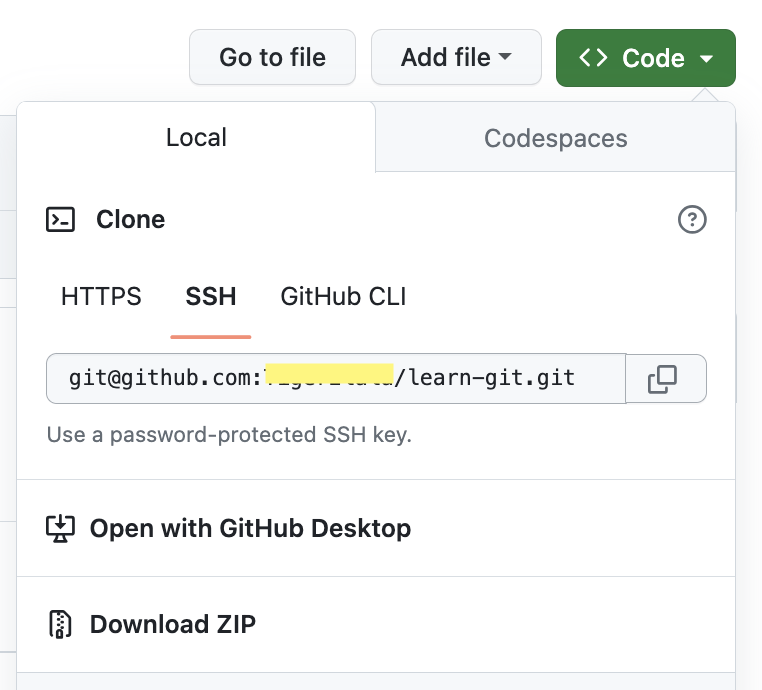 Go to file
Add file
Code
Local
Codespaces
Clone
HTTPS
SSH
GitHub CLI
git@github.com: /learn-git.git
Use a password-protected SSH key.
Open with GitHub Desktop
Download ZIP